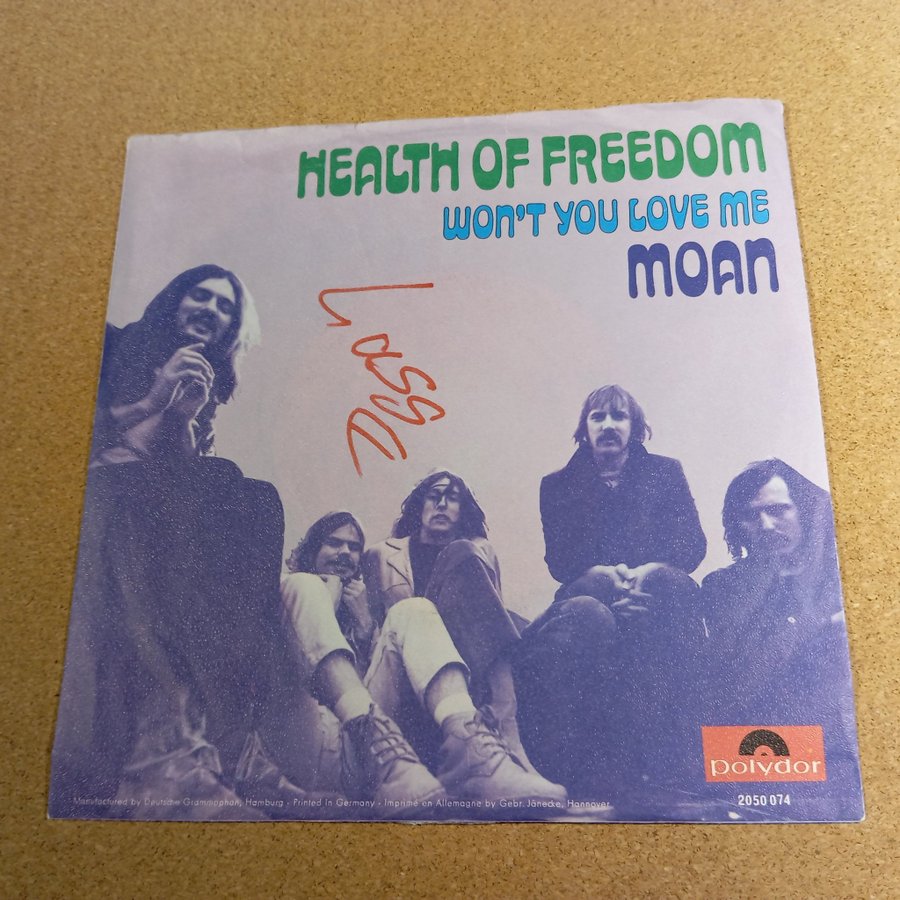 HEALTH OF FREEDOM
WON'T YOU LOVE ME
MOAN
Lasse
Polydor
Manufactured by Deutsche Grammophon, Hamburg · Printed in Germany · Imprimé en Allemagne by Gebr. Jänecke, Hannover
2050 074